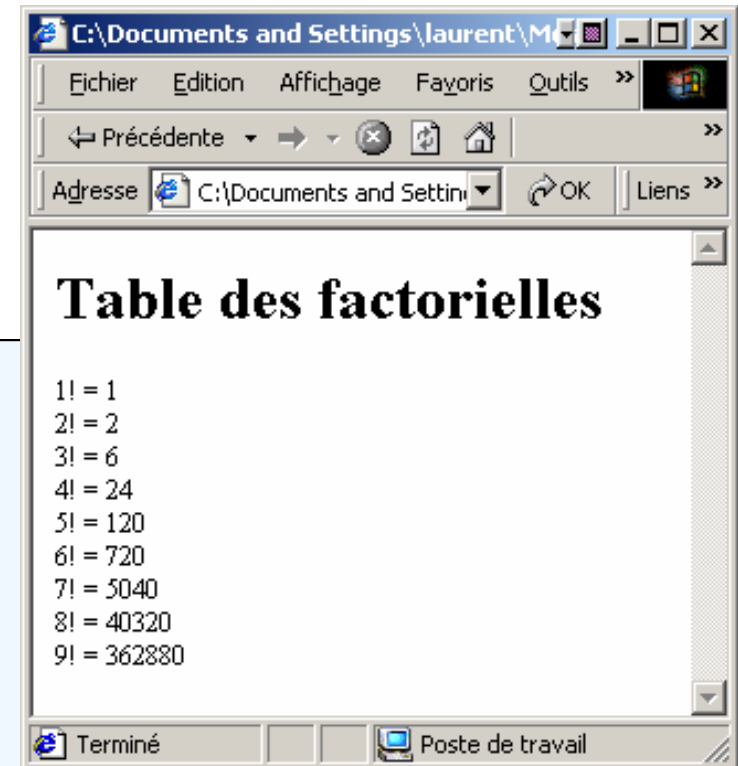 C:\Documents and Settings\laurent\M
Fichier Edition Affichage Favoris Outils »
Précédente »
Adresse C:\Documents and Settin OK Liens »
Table des factorielles
1! = 1
2! = 2
3! = 6
4! = 24
5! = 120
6! = 720
7! = 5040
8! = 40320
9! = 362880
Terminé Poste de travail